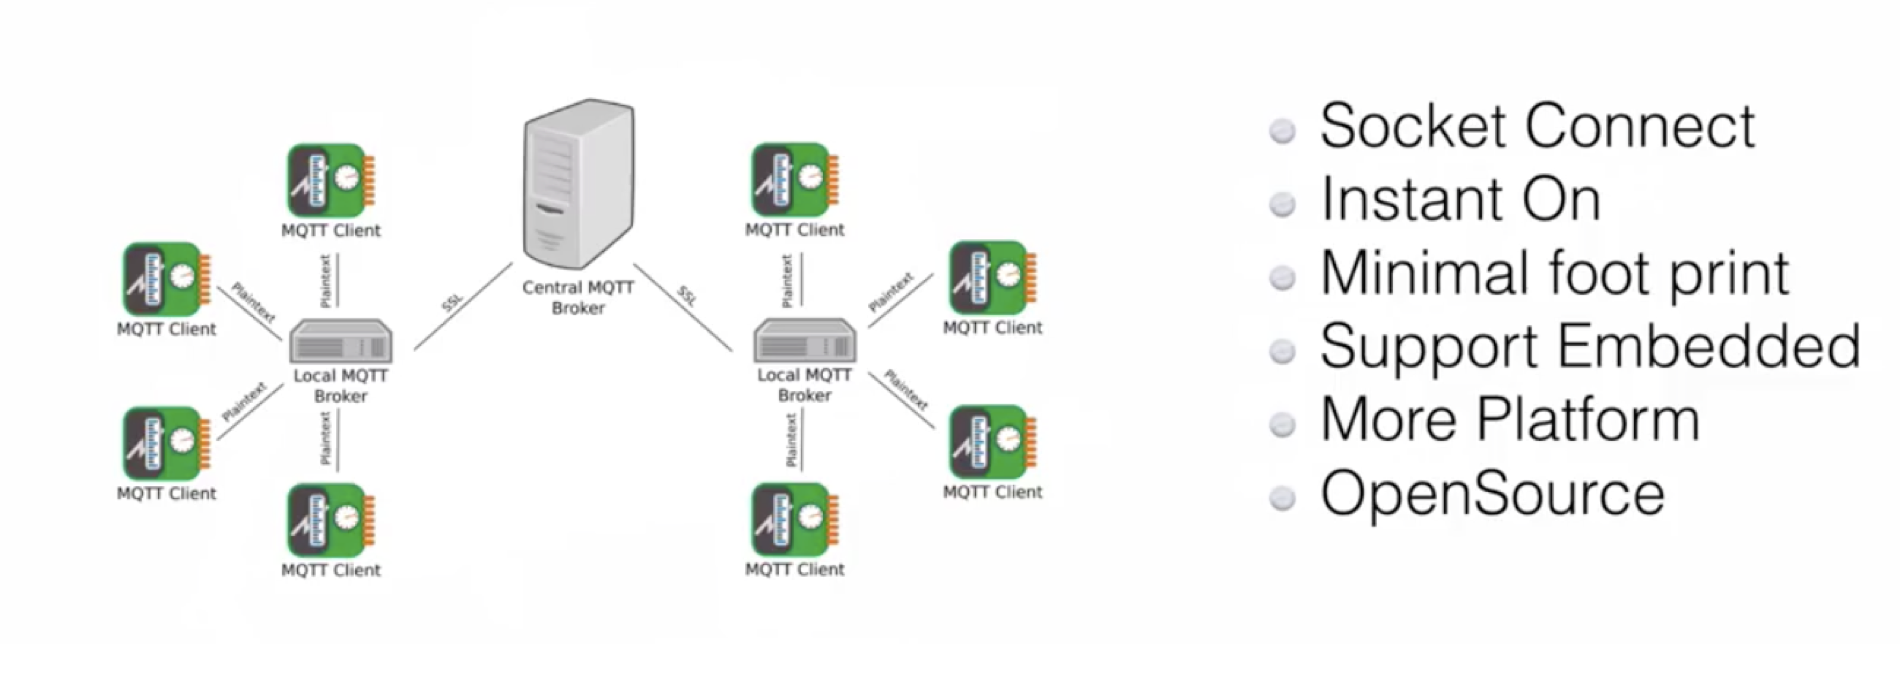 MQTT Client
Plaintext
MQTT Client
Plaintext
Local MQTT
Broker
Plaintext
MQTT Client
Plaintext
MQTT Client
SSL
Central MQTT
Broker
SSL
MQTT Client
Plaintext
Plaintext
MQTT Client
Local MQTT
Broker
Plaintext
MQTT Client
Plaintext
MQTT Client
Socket Connect
Instant On
Minimal foot print
Support Embedded
More Platform
OpenSource